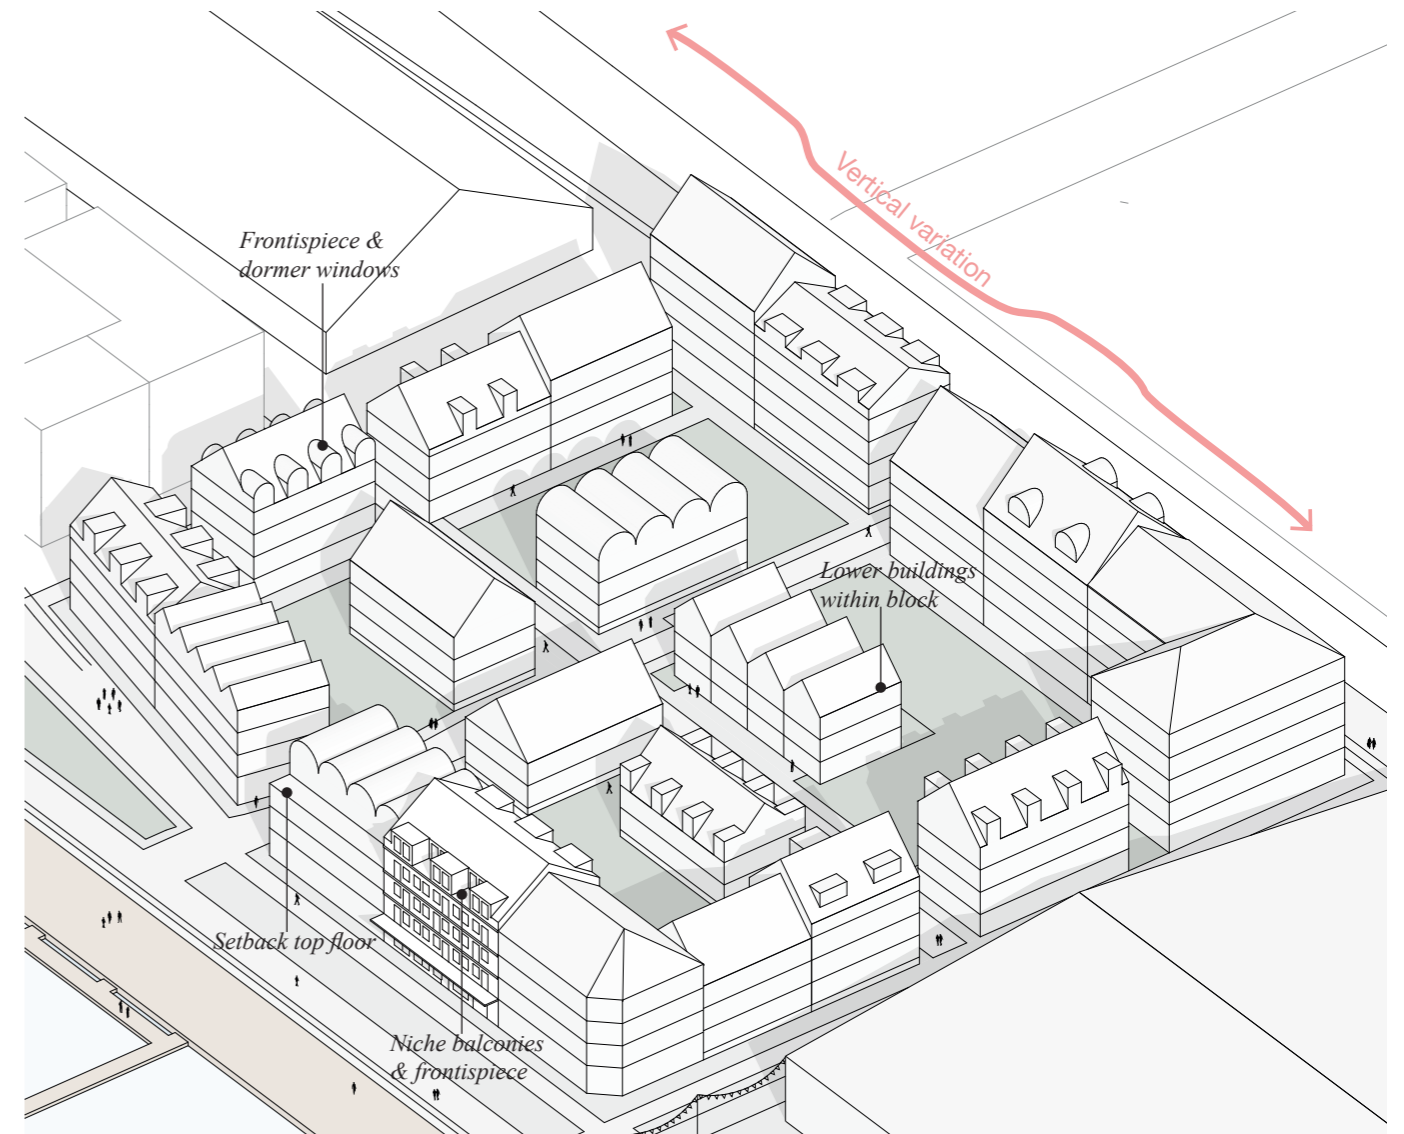 Vertical variation
Frontispiece &
dormer windows
Lower buildings
within block
Setback top floor
Niche balconies
& frontispiece